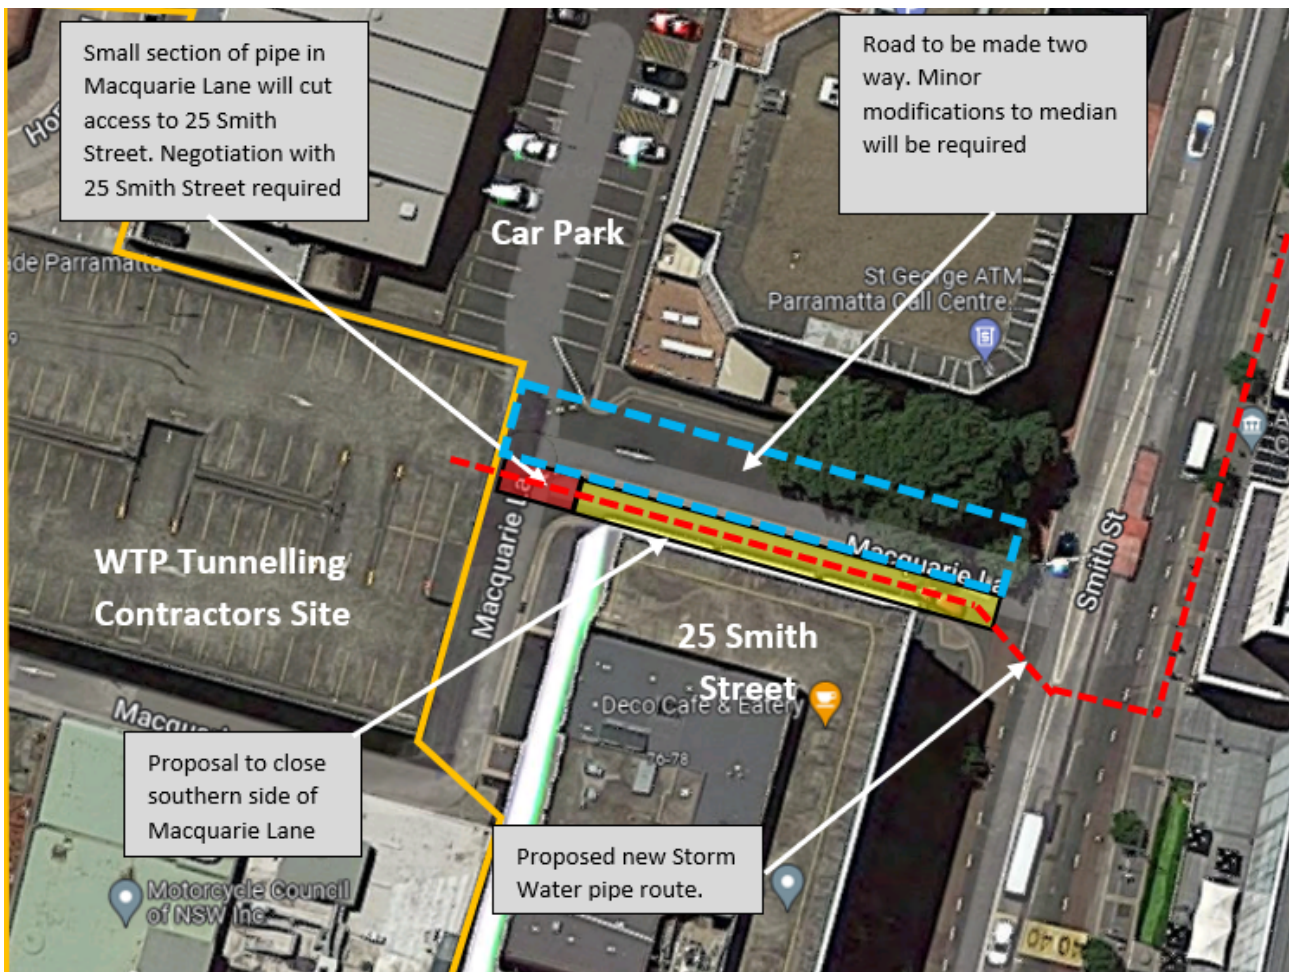 Small section of pipe in
Macquarie Lane will cut
access to 25 Smith
Street. Negotiation with
25 Smith Street required
Road to be made two
way. Minor
modifications to median
will be required
Car Park
ade Parramatta
St George ATM
Parramatta Call Centre...
Macquarie La
Smith St
Macquarie La
WTP Tunnelling
Contractors Site
25 Smith
Street
Deco Cafe & Eatery
76-78
Proposal to close
southern side of
Macquarie Lane
Proposed new Storm
Water pipe route.
Motorcycle Council
of NSW Inc